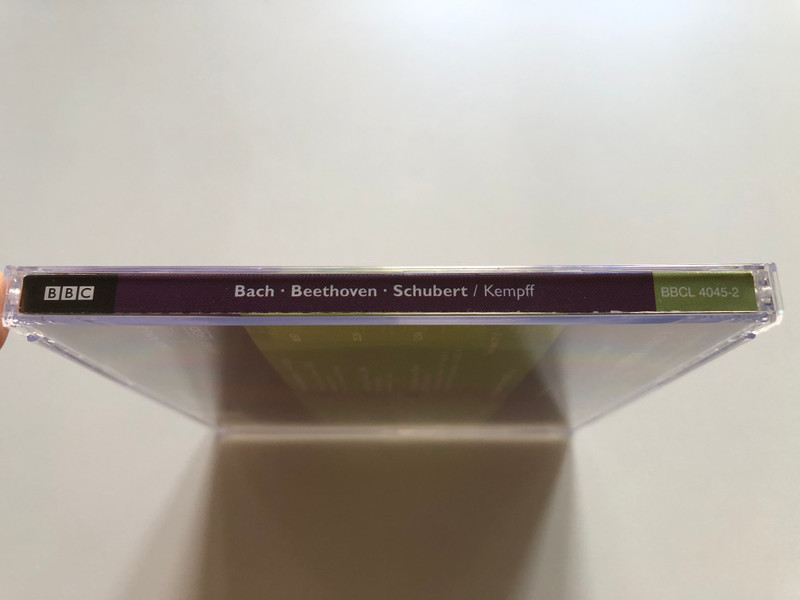 BBC Bach · Beethoven · Schubert / Kempff BBCL 4045-2